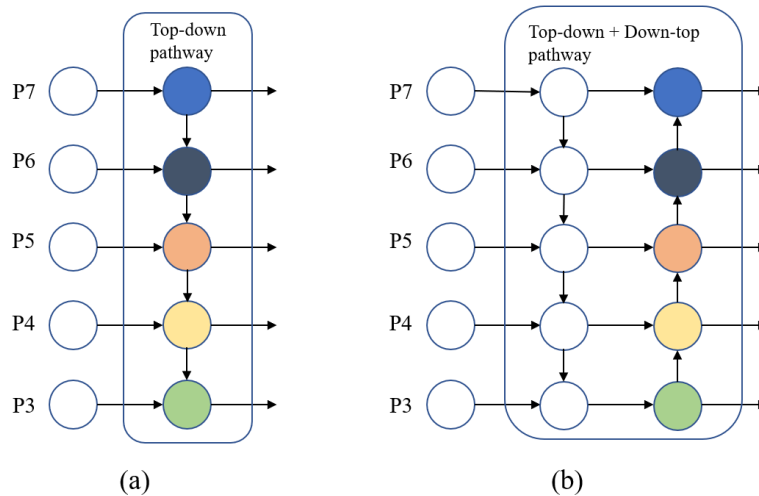 Top-down
pathway
P7
P6
P5
P4
P3
(a)
Top-down + Down-top
pathway
P7
P6
P5
P4
P3
(b)